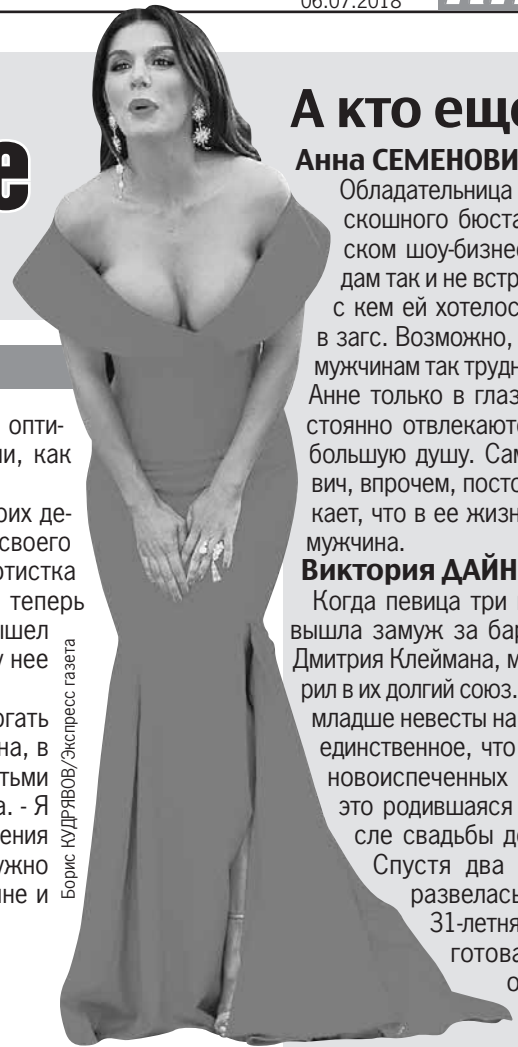 06.07.2018
е
опти-
ии, как
оих де-
своего
ртистка
теперь
ышел
у нее
огать
на, в
тьми
а. - Я
ения
ужно
не и
Борис КУДРЯВОВ/Экспресс газета
А кто еще
Анна СЕМЕНОВИ
Обладательница
скошного бюста
ском шоу-бизнес
дам так и не встр
с кем ей хотелос
в загс. Возможно,
мужчинам так трудн
Анне только в глаз
стоянно отвлекают
большую душу. Сам
вич, впрочем, посто
кает, что в ее жизн
мужчина.
Виктория ДАЙН
Когда певица три
вышла замуж за бар
Дмитрия Клеймана, м
рил в их долгий союз.
младше невесты на
единственное, что
новоиспеченных
это родившаяся
сле свадьбы д
Спустя два
развелась
31-летня
готова
о